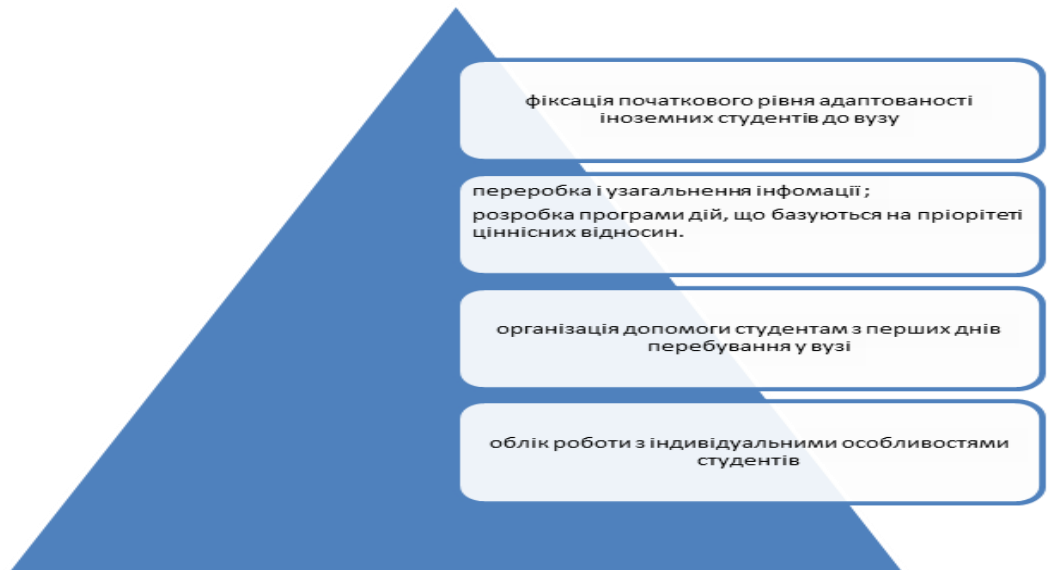 фіксація початкового рівня адаптованості
іноземних студентів до вузу
переробка і узагальнення інфомації ;
розробка програми дій, що базуються на пріорітеті
ціннісних відносин.
організація допомоги студентам з перших днів
перебування у вузі
облік роботи з індивідуальними особливостями
студентів